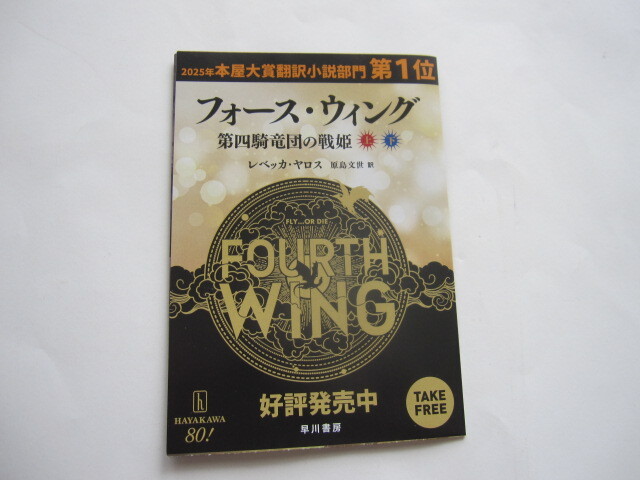 2025年本屋大賞翻訳小説部門 第1位
フォース・ウィング
第四騎竜団の戦姫 上 下
レベッカ・ヤロス 原島文世 訳
FLY...OR DIE
FOURTH
WING
h
HAYAKAWA
80!
好評発売中
早川書房
TAKE
FREE